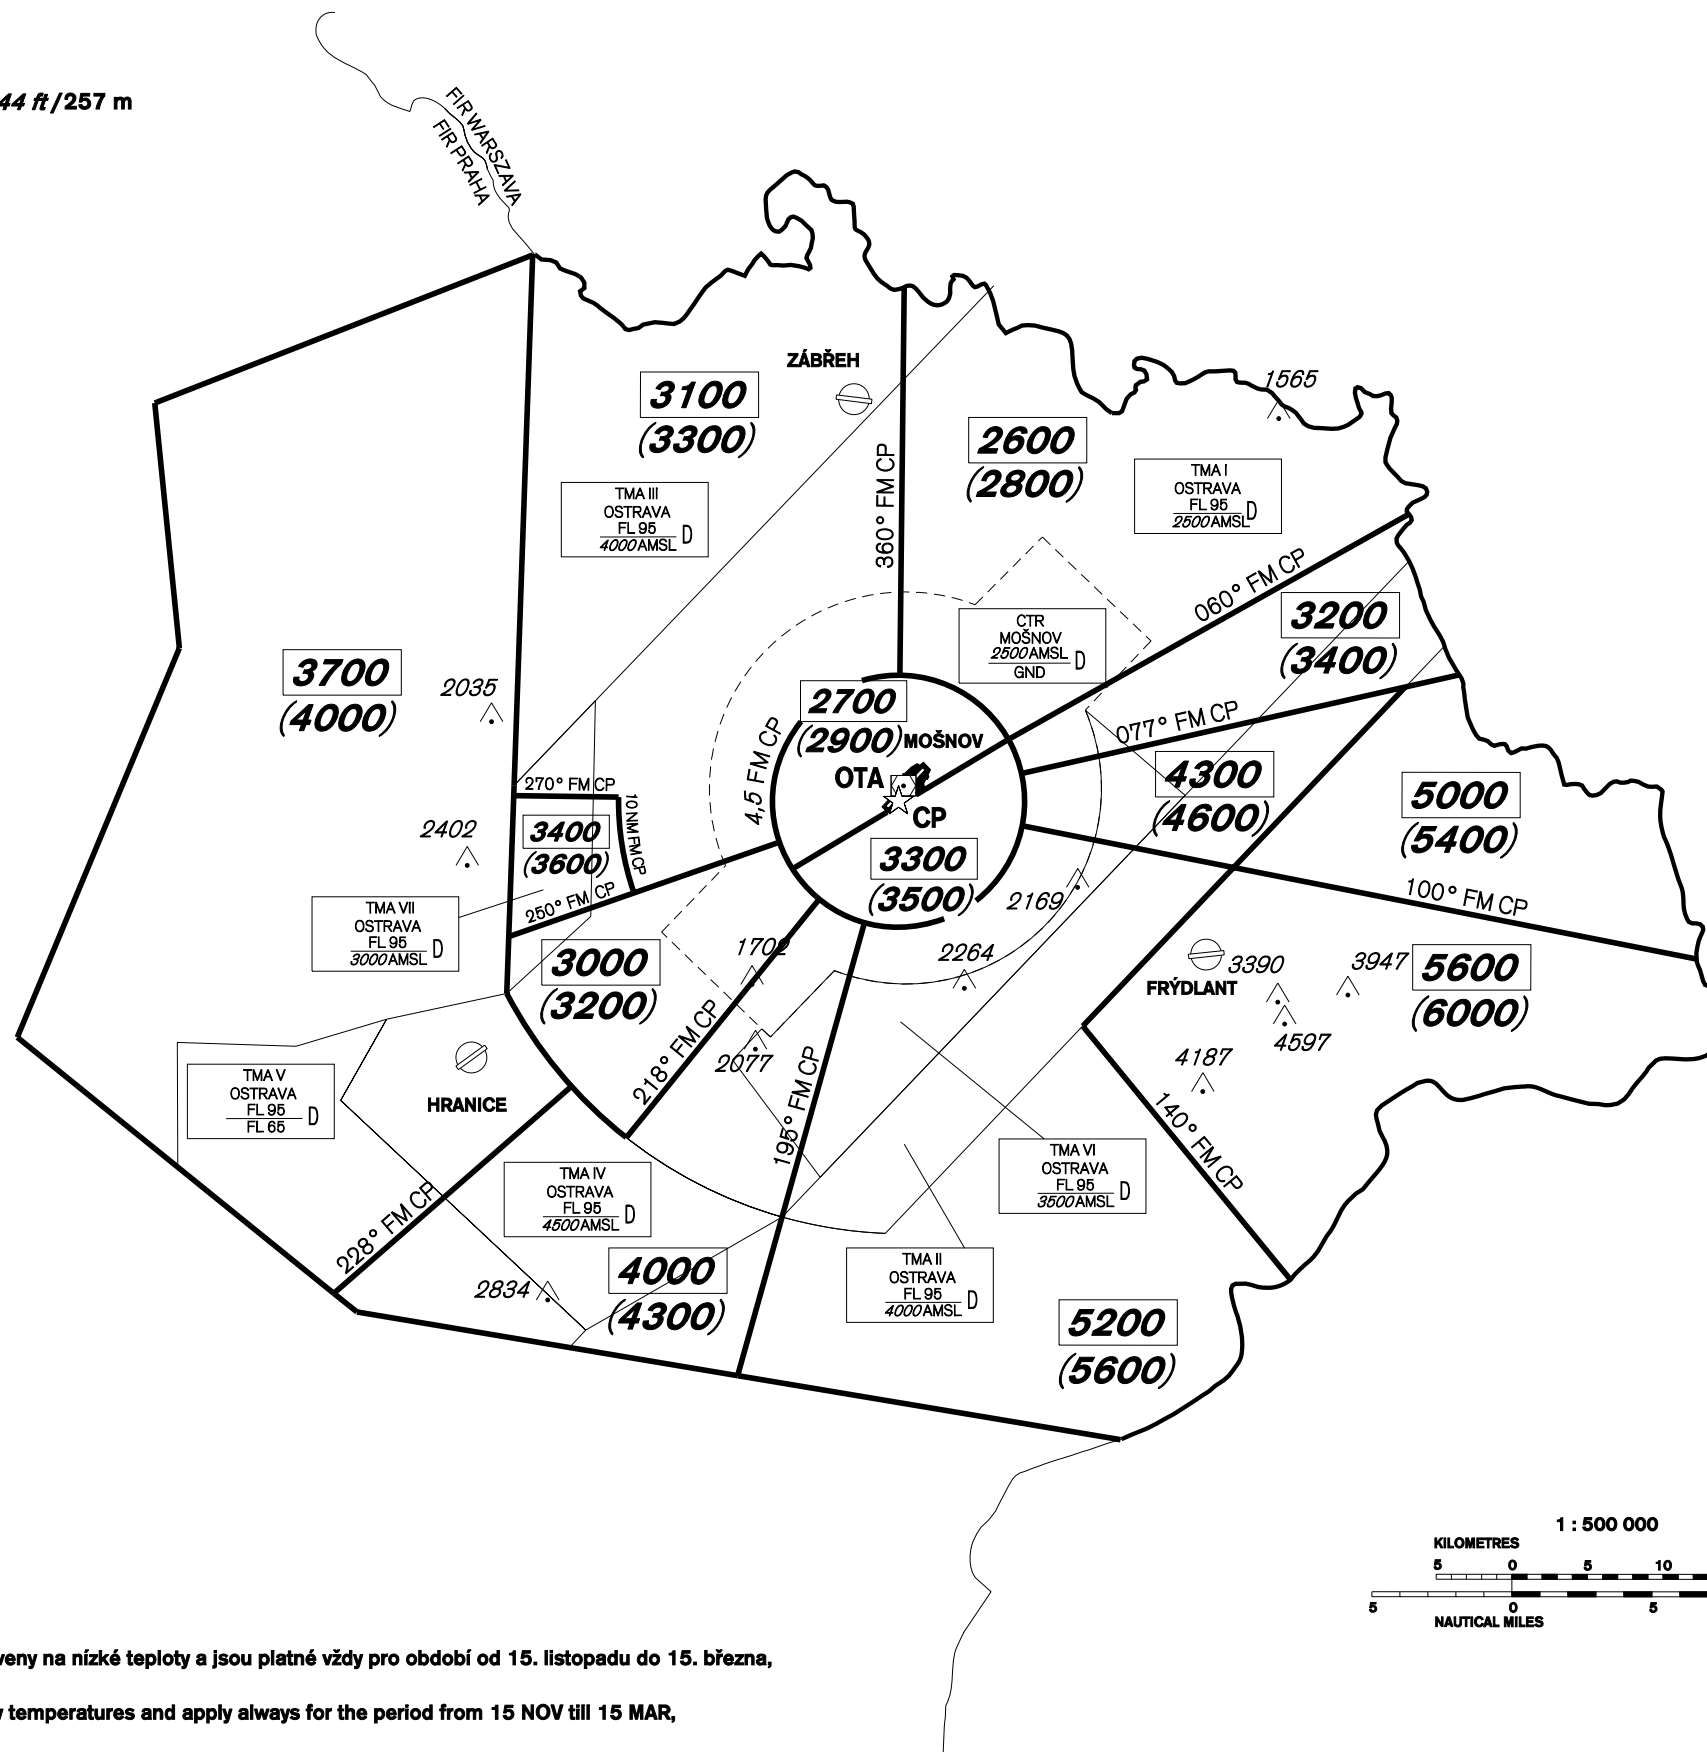 44 ft/257 m
FIR WARSZAVA
FIR PRAHA
ZÁBŘEH
3100
(3300)
1565
2600
(2800)
360° FM CP
TMA I
OSTRAVA
FL 95
2500 AMSL
D
TMA III
OSTRAVA
FL 95
4000 AMSL
D
060° FM CP
3200
(3400)
CTR
MOŠNOV
2500 AMSL
GND
D
3700
(4000)
2035
2700
(2900)
MOŠNOV
4,5 FM CP
077° FM CP
OTA
CP
4300
(4600)
5000
(5400)
270° FM CP
10 NM FM CP
3400
(3600)
2402
250° FM CP
3300
(3500)
2169
100° FM CP
TMA VII
OSTRAVA
FL 95
3000 AMSL
D
3000
(3200)
1702
2264
3390
3947
FRÝDLANT
5600
(6000)
4597
4187
218° FM CP
2077
195° FM CP
140° FM CP
TMA V
OSTRAVA
FL 95
FL 65
D
HRANICE
TMA VI
OSTRAVA
FL 95
3500 AMSL
D
TMA IV
OSTRAVA
FL 95
4500 AMSL
D
228° FM CP
TMA II
OSTRAVA
FL 95
4000 AMSL
D
4000
(4300)
2834
5200
(5600)
1 : 500 000
KILOMETRES
5 0 5 10
5 0 5
NAUTICAL MILES
veny na nízké teploty a jsou platné vždy pro období od 15. listopadu do 15. března,
temperatures and apply always for the period from 15 NOV till 15 MAR,